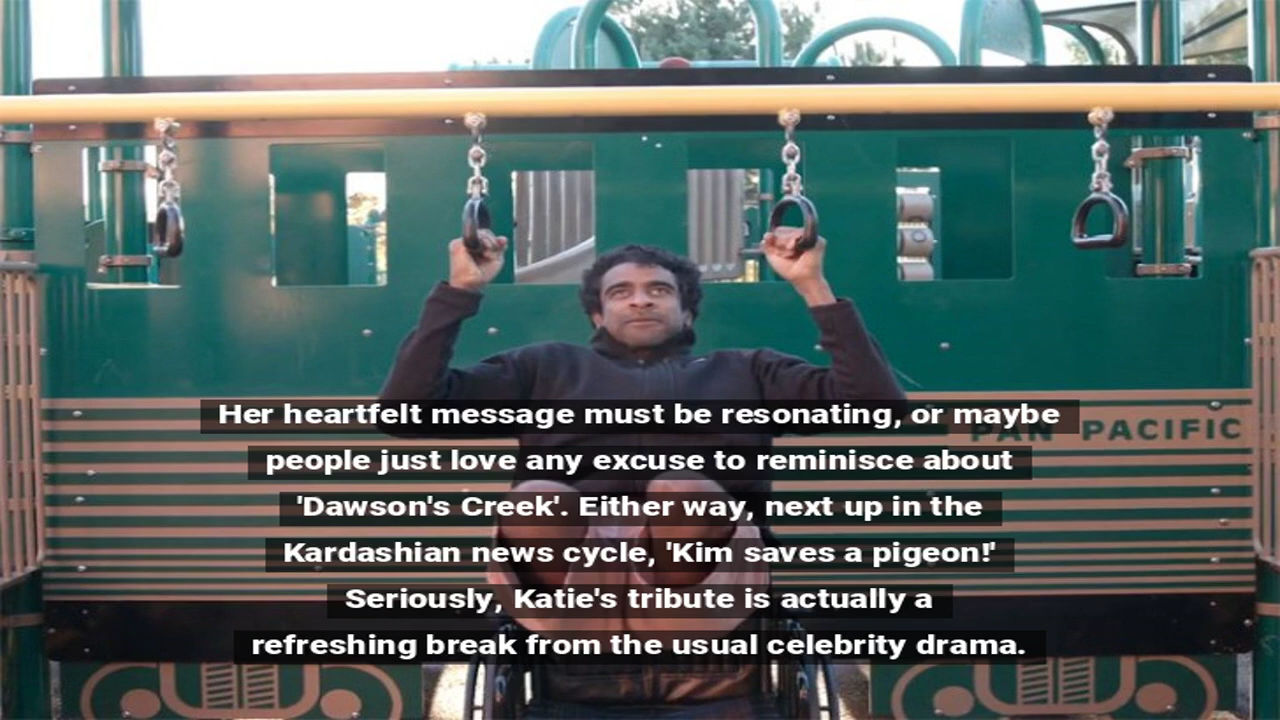 Her heartfelt message must be resonating, or maybe
PAN PACIFIC
people just love any excuse to reminisce about
'Dawson's Creek'. Either way, next up in the
Kardashian news cycle, 'Kim saves a pigeon!'
Seriously, Katie's tribute is actually a
refreshing break from the usual celebrity drama.